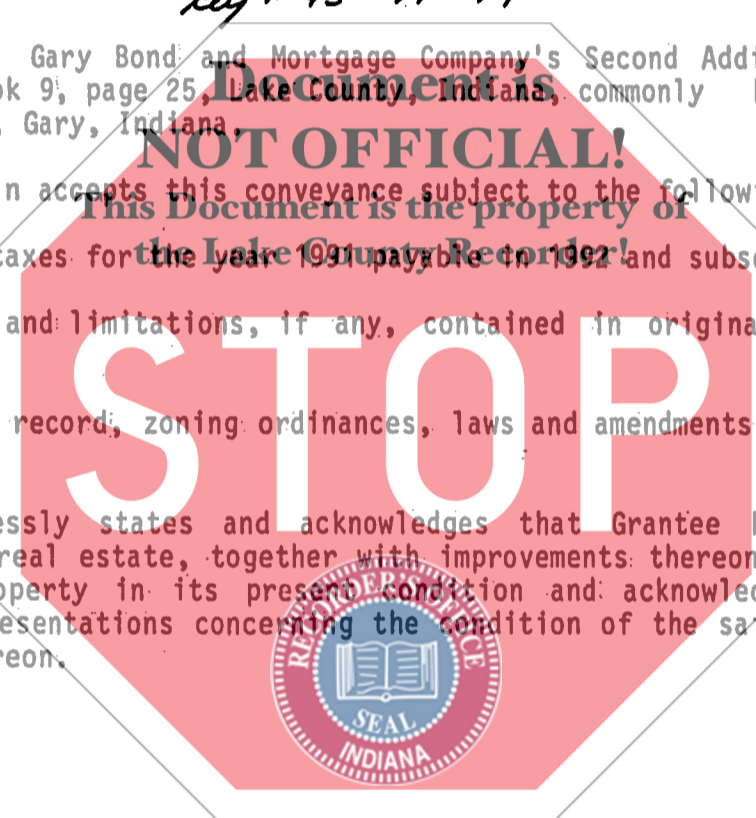 Gary Bond and Mortgage Company's Second Addi
ok 9, page 25, Lake County, Indiana, commonly
, Gary, Indiana,
Document is
NOT OFFICIAL!
This Document is the property of
the Lake County Recorder!
n accepts this conveyance subject to the follow
taxes for the year 1991 payable in 1992 and subse
and limitations, if any, contained in origina
STOP
record, zoning ordinances, laws and amendments
essly states and acknowledges that Grantee
real estate, together with improvements thereon
operty in its present condition and acknowled
esentations concerning the condition of the sa
reon.
RECORDER'S OFFICE
SEAL
INDIANA